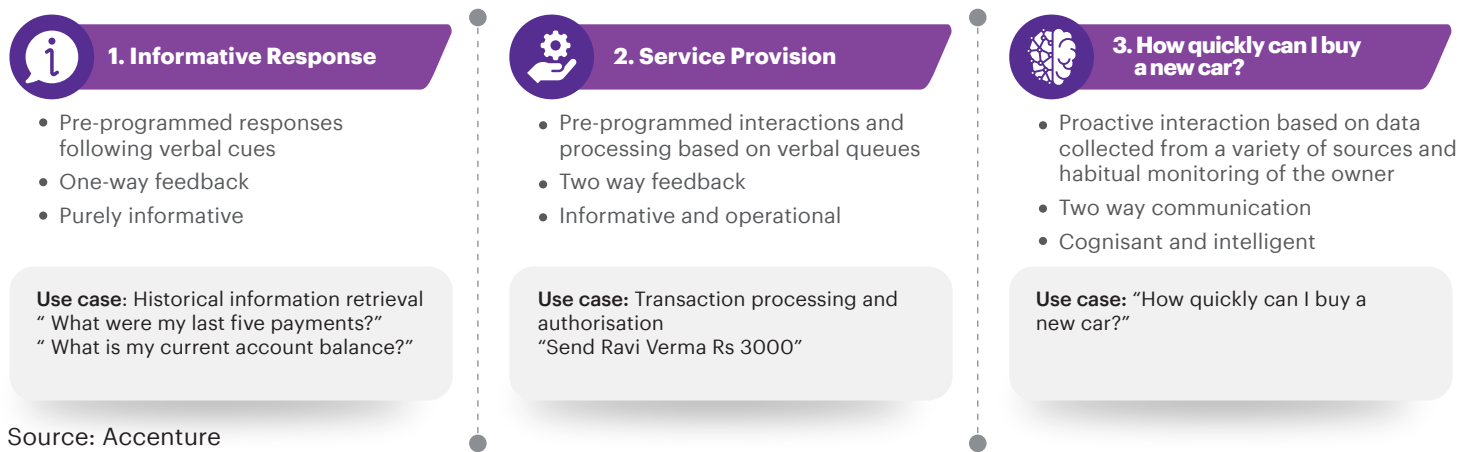 1. Informative Response
• Pre-programmed responses
following verbal cues
• One-way feedback
• Purely informative
Use case: Historical information retrieval
“ What were my last five payments?”
“ What is my current account balance?”
2. Service Provision
• Pre-programmed interactions and
processing based on verbal queues
• Two way feedback
• Informative and operational
Use case: Transaction processing and
authorisation
“Send Ravi Verma Rs 3000”
3. How quickly can I buy
a new car?
• Proactive interaction based on data
collected from a variety of sources and
habitual monitoring of the owner
• Two way communication
• Cognisant and intelligent
Use case: “How quickly can I buy a
new car?”
Source: Accenture